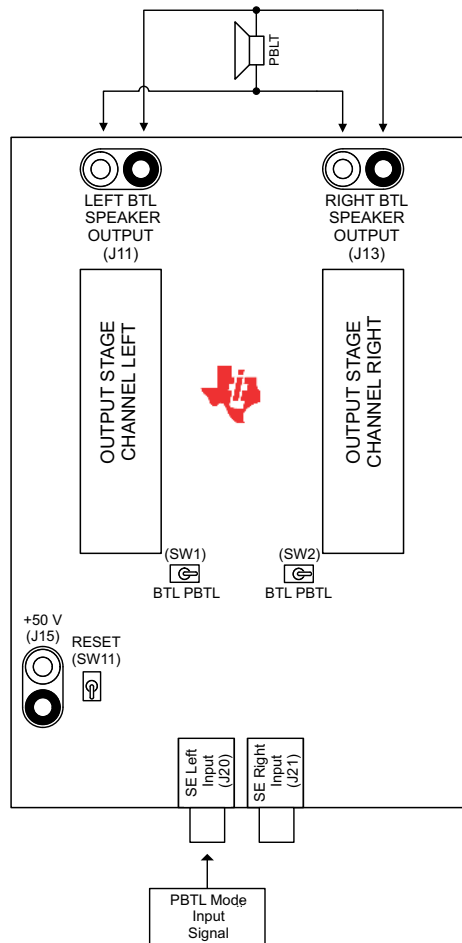 PBLT
LEFT BTL
SPEAKER
OUTPUT
(J11)
RIGHT BTL
SPEAKER
OUTPUT
(J13)
OUTPUT STAGE
CHANNEL LEFT
OUTPUT STAGE
CHANNEL RIGHT
(SW1)
BTL PBTL
(SW2)
BTL PBTL
+50 V
(J15)
RESET
(SW11)
SE Left
Input
(J20)
SE Right
Input
(J21)
PBTL Mode
Input
Signal